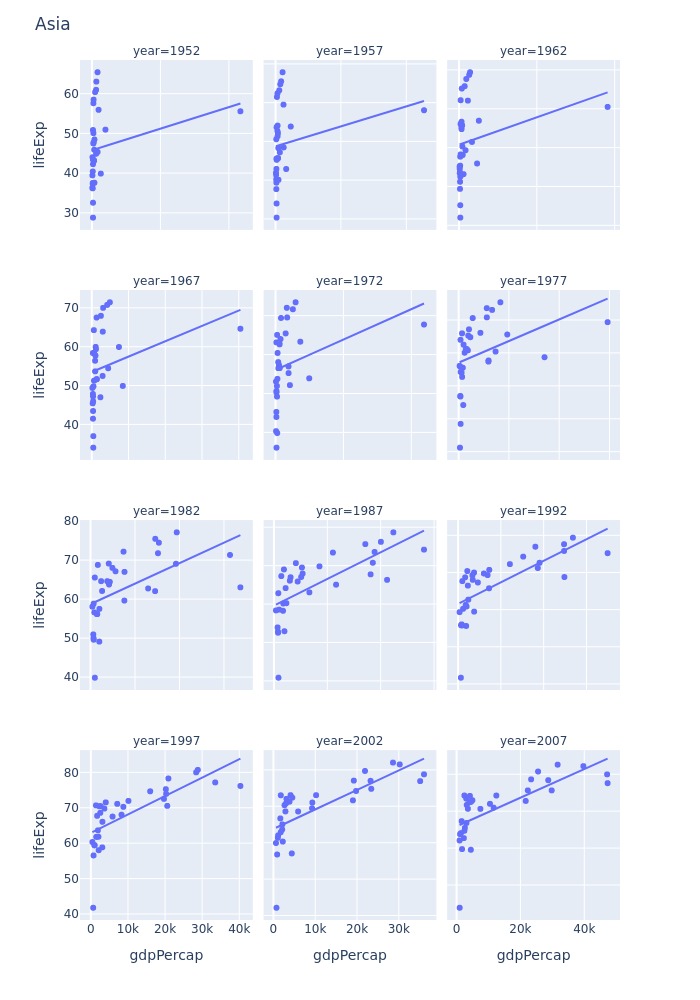 Asia
year=1952 year=1957 year=1962
60
50
40
30
lifeExp
year=1967 year=1972 year=1977
70
60
50
40
lifeExp
year=1982 year=1987 year=1992
80
70
60
50
40
lifeExp
year=1997 year=2002 year=2007
80
70
60
50
40
lifeExp
0 10k 20k 30k 40k 0 10k 20k 30k 0 20k 40k
gdpPercap gdpPercap gdpPercap